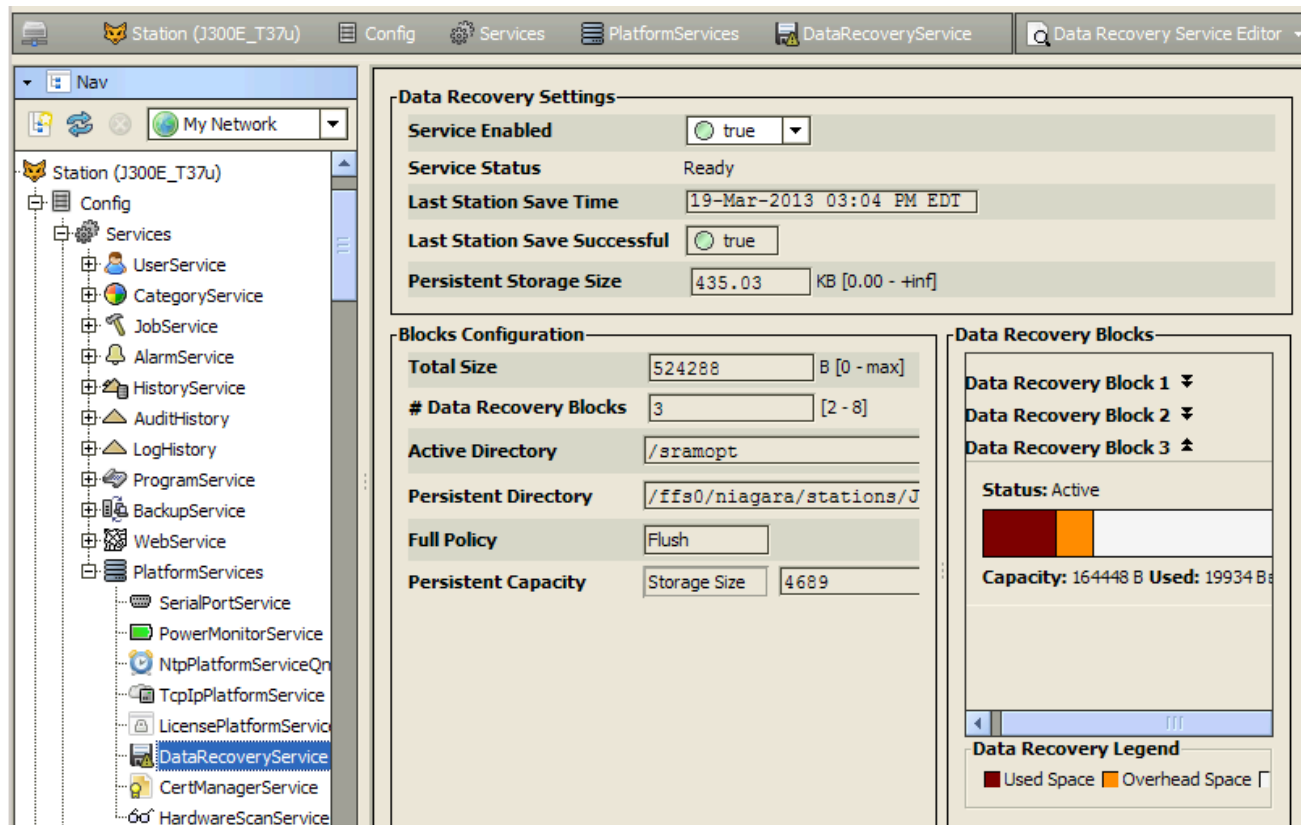 Station (J300E_T37u) Config Services PlatformServices DataRecoveryService Data Recovery Service Editor
Nav
My Network
Station (J300E_T37u)
Config
Services
UserService
CategoryService
JobService
AlarmService
HistoryService
AuditHistory
LogHistory
ProgramService
BackupService
WebService
PlatformServices
SerialPortService
PowerMonitorService
NtpPlatformServiceQn
TcpIpPlatformService
LicensePlatformServic
DataRecoveryService
CertManagerService
HardwareScanService
Data Recovery Settings
Service Enabled true
Service Status Ready
Last Station Save Time 19-Mar-2013 03:04 PM EDT
Last Station Save Successful true
Persistent Storage Size 435.03 KB [0.00 - +inf]
Blocks Configuration
Total Size 524288 B [0 - max]
# Data Recovery Blocks 3 [2 - 8]
Active Directory /sramopt
Persistent Directory /ffs0/niagara/stations/J
Full Policy Flush
Persistent Capacity Storage Size 4689
Data Recovery Blocks
Data Recovery Block 1
Data Recovery Block 2
Data Recovery Block 3
Status: Active
Capacity: 164448 B Used: 19934 B
Data Recovery Legend
Used Space Overhead Space